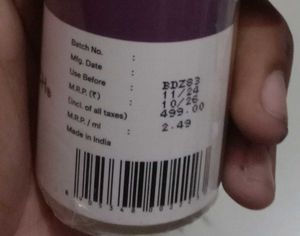 Batch No. : BDZ83
Mfg. Date : 11/24
Use Before : 10/26
M.R.P. (₹) : 499.00
(Incl. of all taxes)
M.R.P. / ml : 2.49
Made in India